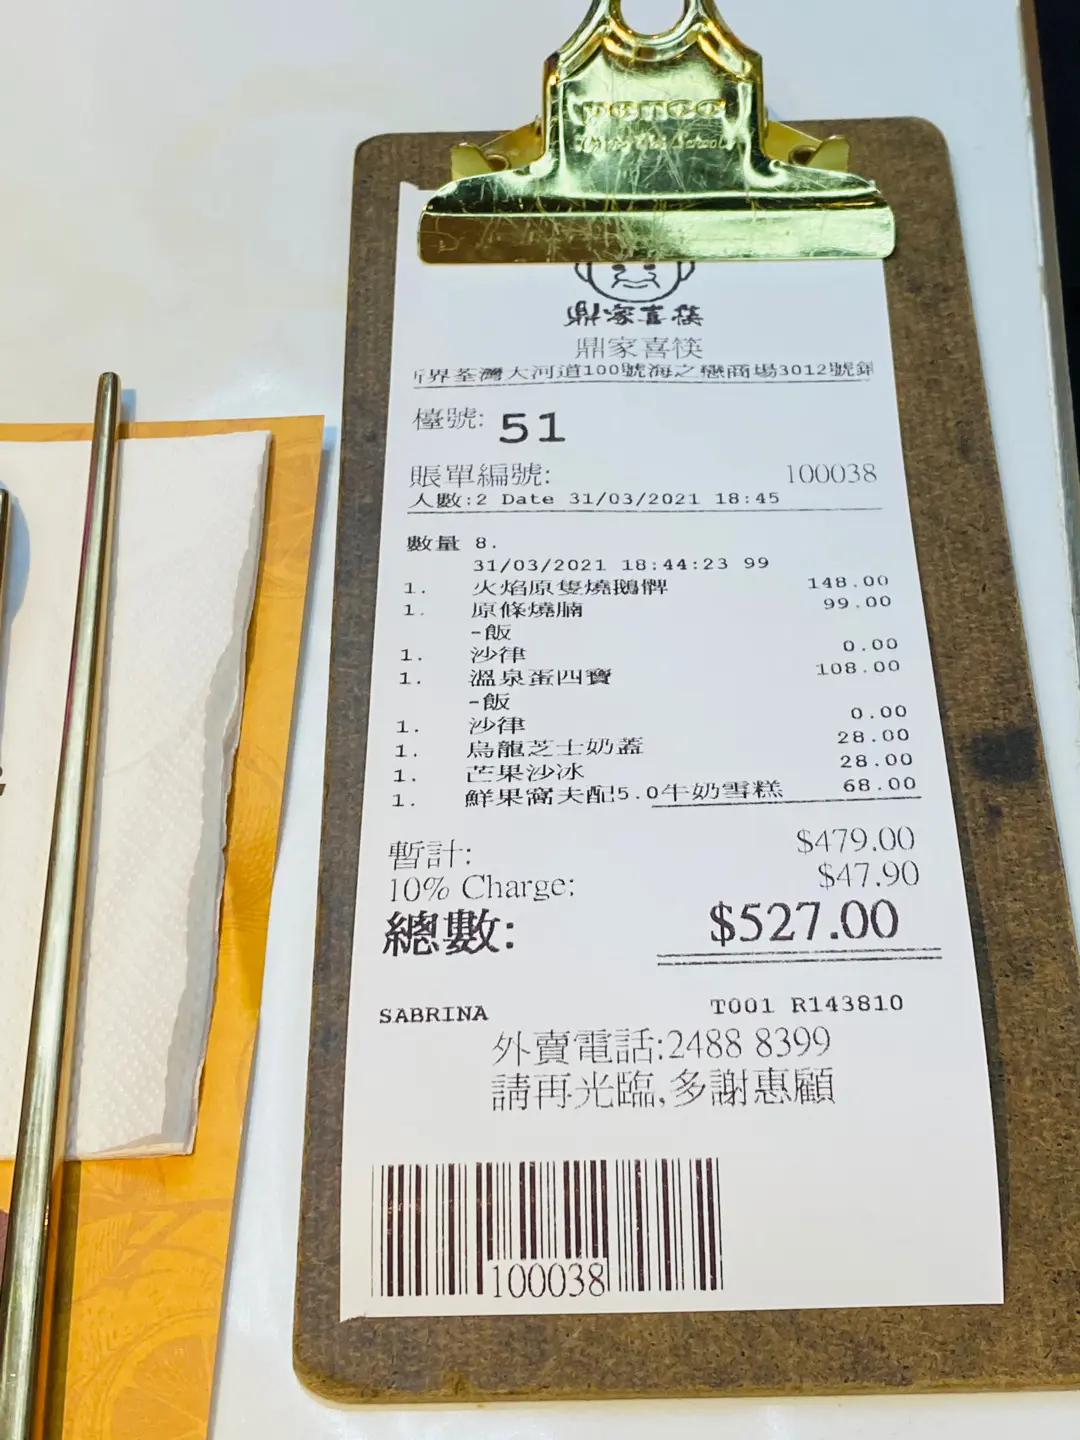 鼎家喜筷
鼎家喜筷
界荃灣大河道100號海之戀商場3012號
檯號: 51
賬單編號: 100038
人數:2 Date 31/03/2021 18:45
數量 8.
31/03/2021 18:44:23 99
1. 火焰原隻燒鵝髀 148.00
1. 原條燒腩 99.00
-飯
1. 沙律 0.00
1. 溫泉蛋四寶 108.00
-飯
1. 沙律 0.00
1. 烏龍芝士奶蓋 28.00
1. 芒果沙冰 28.00
1. 鮮果窩夫配5.0牛奶雪糕 68.00
暫計: $479.00
10% Charge: $47.90
總數: $527.00
SABRINA T001 R143810
外賣電話:2488 8399
請再光臨,多謝惠顧
100038